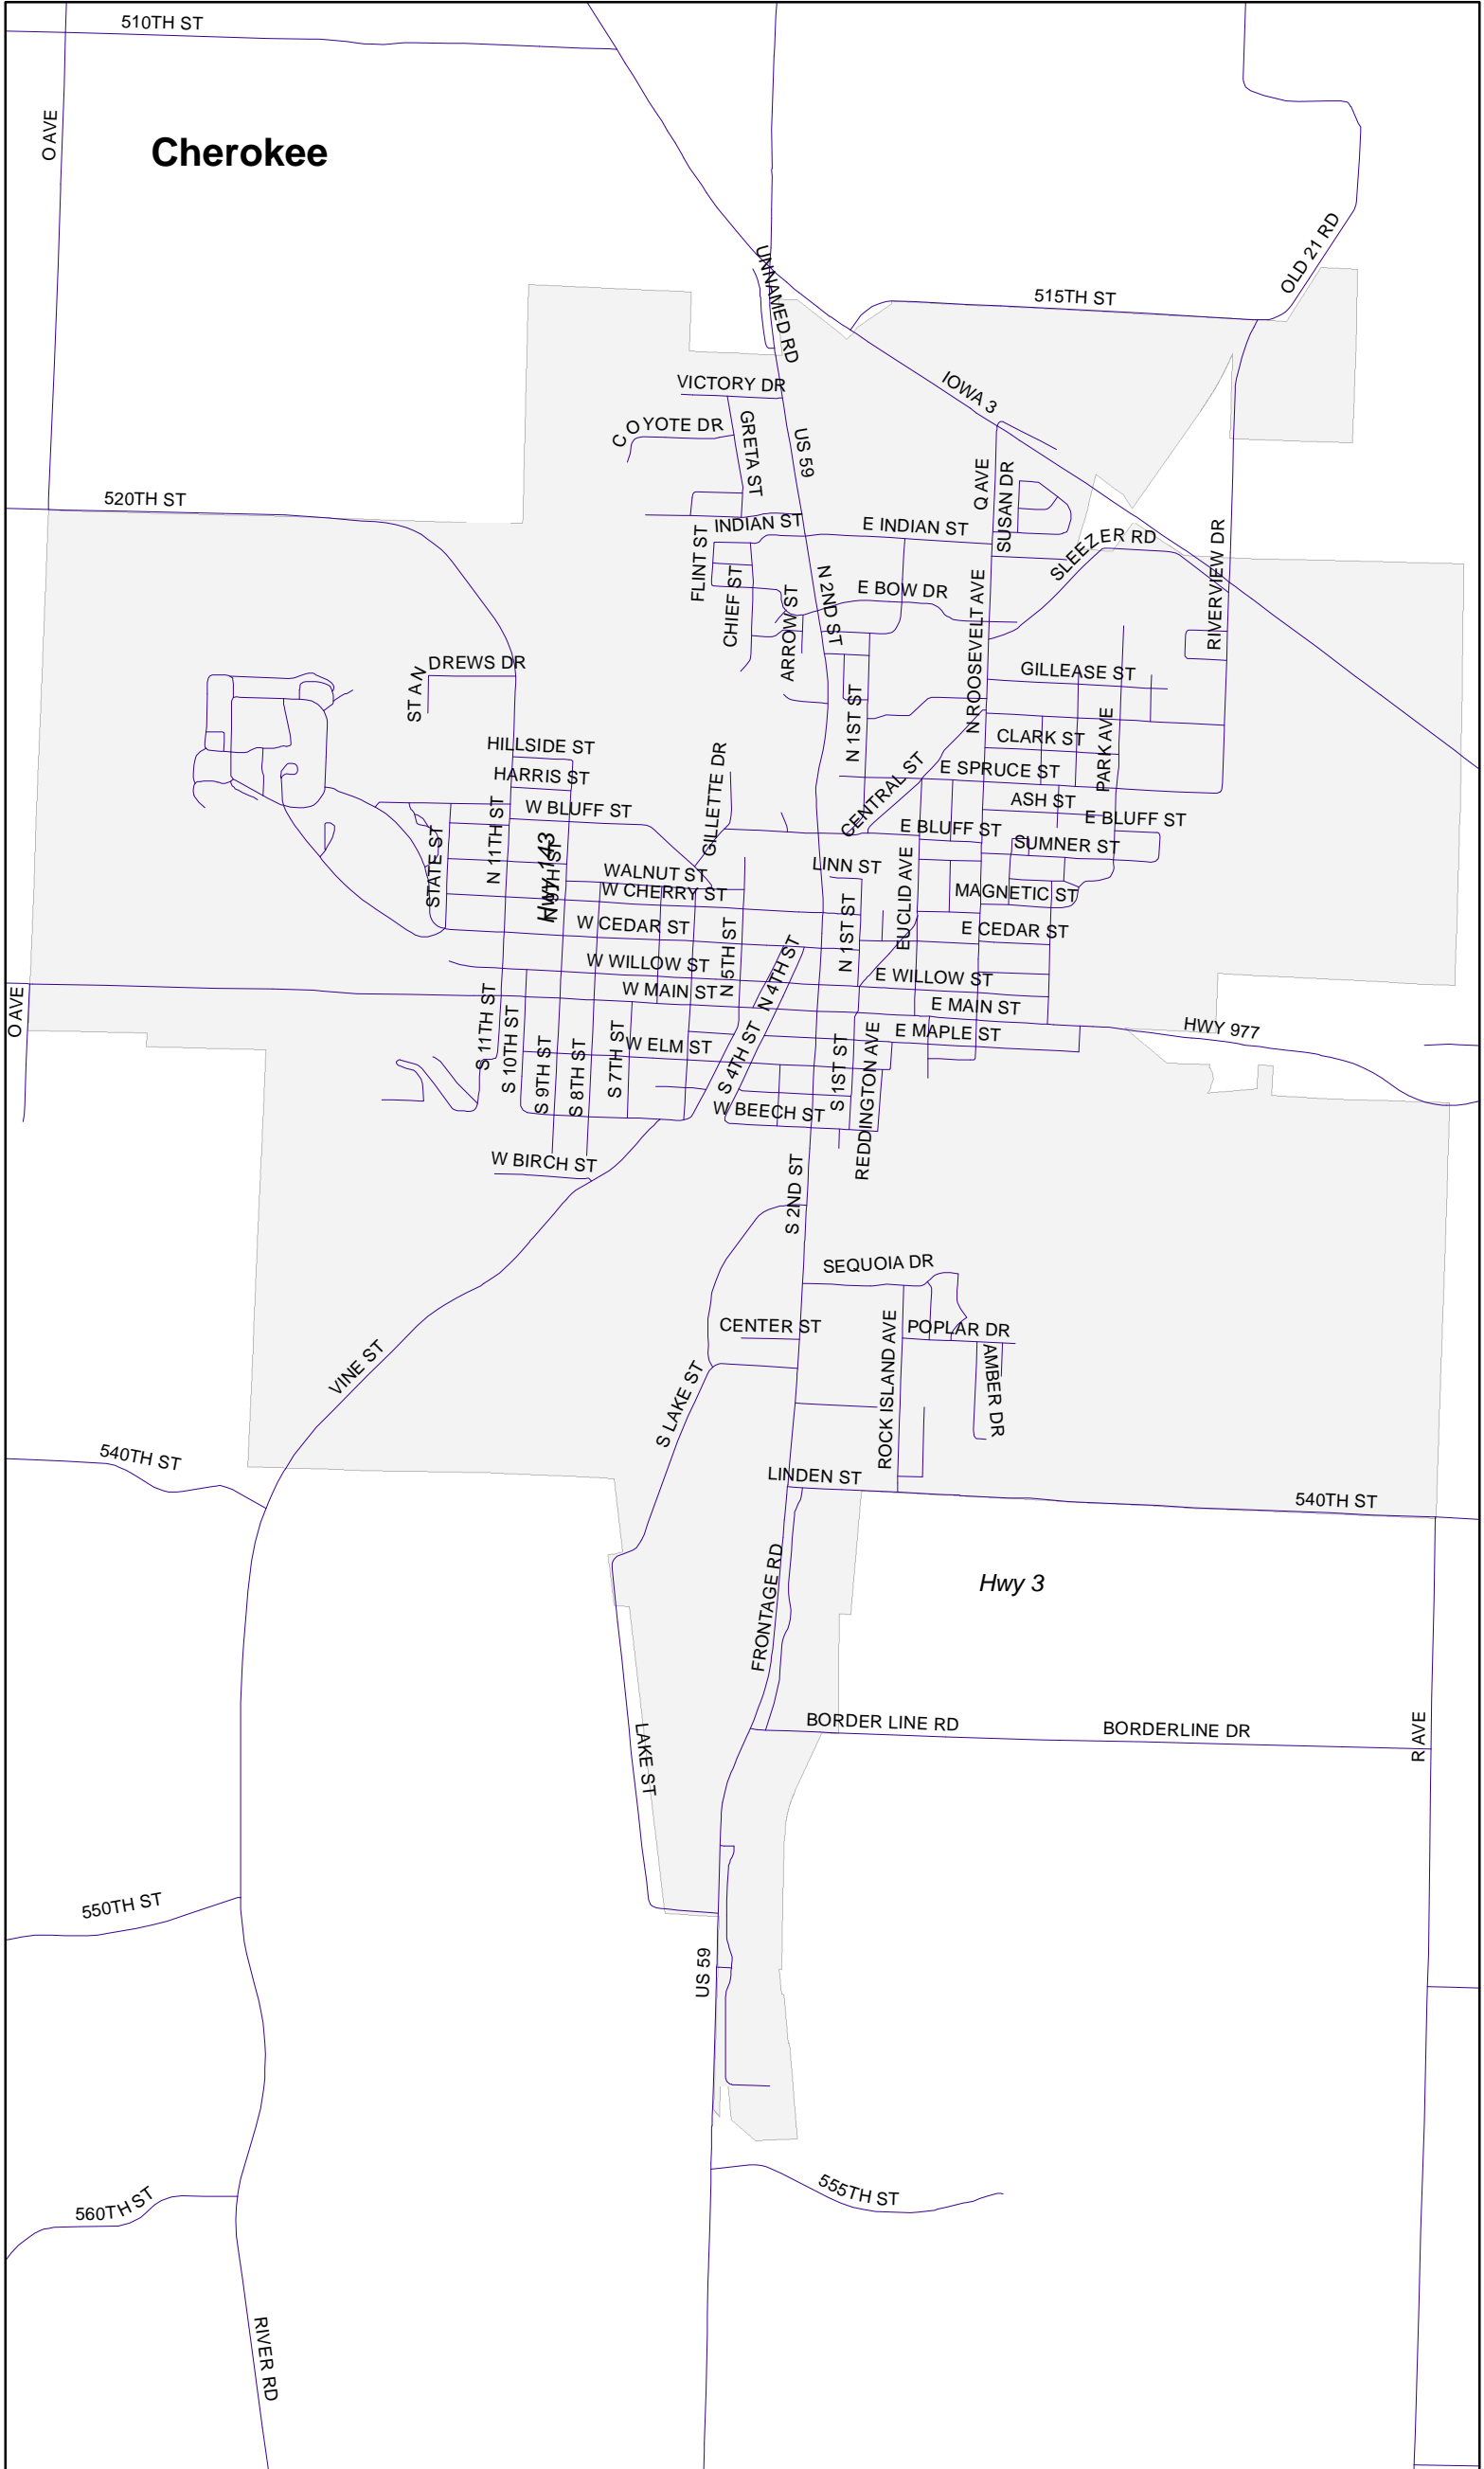 510TH ST
O AVE
Cherokee
OLD 21 RD
UNNAMED RD
515TH ST
VICTORY DR
IOWA 3
COYOTE DR
GRETA ST
US 59
Q AVE
SUSAN DR
520TH ST
INDIAN ST
E INDIAN ST
SLEEZER RD
FLINT ST
CHIEF ST
ARROW ST
N 2ND ST
E BOW DR
RIVERVIEW DR
DREWS DR
ST A N
N ROOSEVELT AVE
GILLEASE ST
N 1ST ST
PARK AVE
CLARK ST
HILLSIDE ST
HARRIS ST
GILLETTE DR
CENTRAL ST
E SPRUCE ST
ASH ST
W BLUFF ST
E BLUFF ST
E BLUFF ST
SUMNER ST
N 11TH ST
Hwy 143
N 9TH ST
STATE ST
WALNUT ST
LINN ST
W CHERRY ST
EUCLID AVE
MAGNETIC ST
W CEDAR ST
N 1ST ST
E CEDAR ST
N 5TH ST
N 4TH ST
W WILLOW ST
E WILLOW ST
O AVE
W MAIN ST
E MAIN ST
HWY 977
E MAPLE ST
S 11TH ST
S 10TH ST
S 9TH ST
S 8TH ST
S 7TH ST
W ELM ST
S 4TH ST
S 1ST ST
REDDINGTON AVE
W BEECH ST
W BIRCH ST
S 2ND ST
SEQUOIA DR
CENTER ST
ROCK ISLAND AVE
POPLAR DR
AMBER DR
VINE ST
S LAKE ST
540TH ST
LINDEN ST
540TH ST
FRONTAGE RD
Hwy 3
BORDER LINE RD
BORDERLINE DR
R AVE
LAKE ST
550TH ST
US 59
555TH ST
560TH ST
RIVER RD